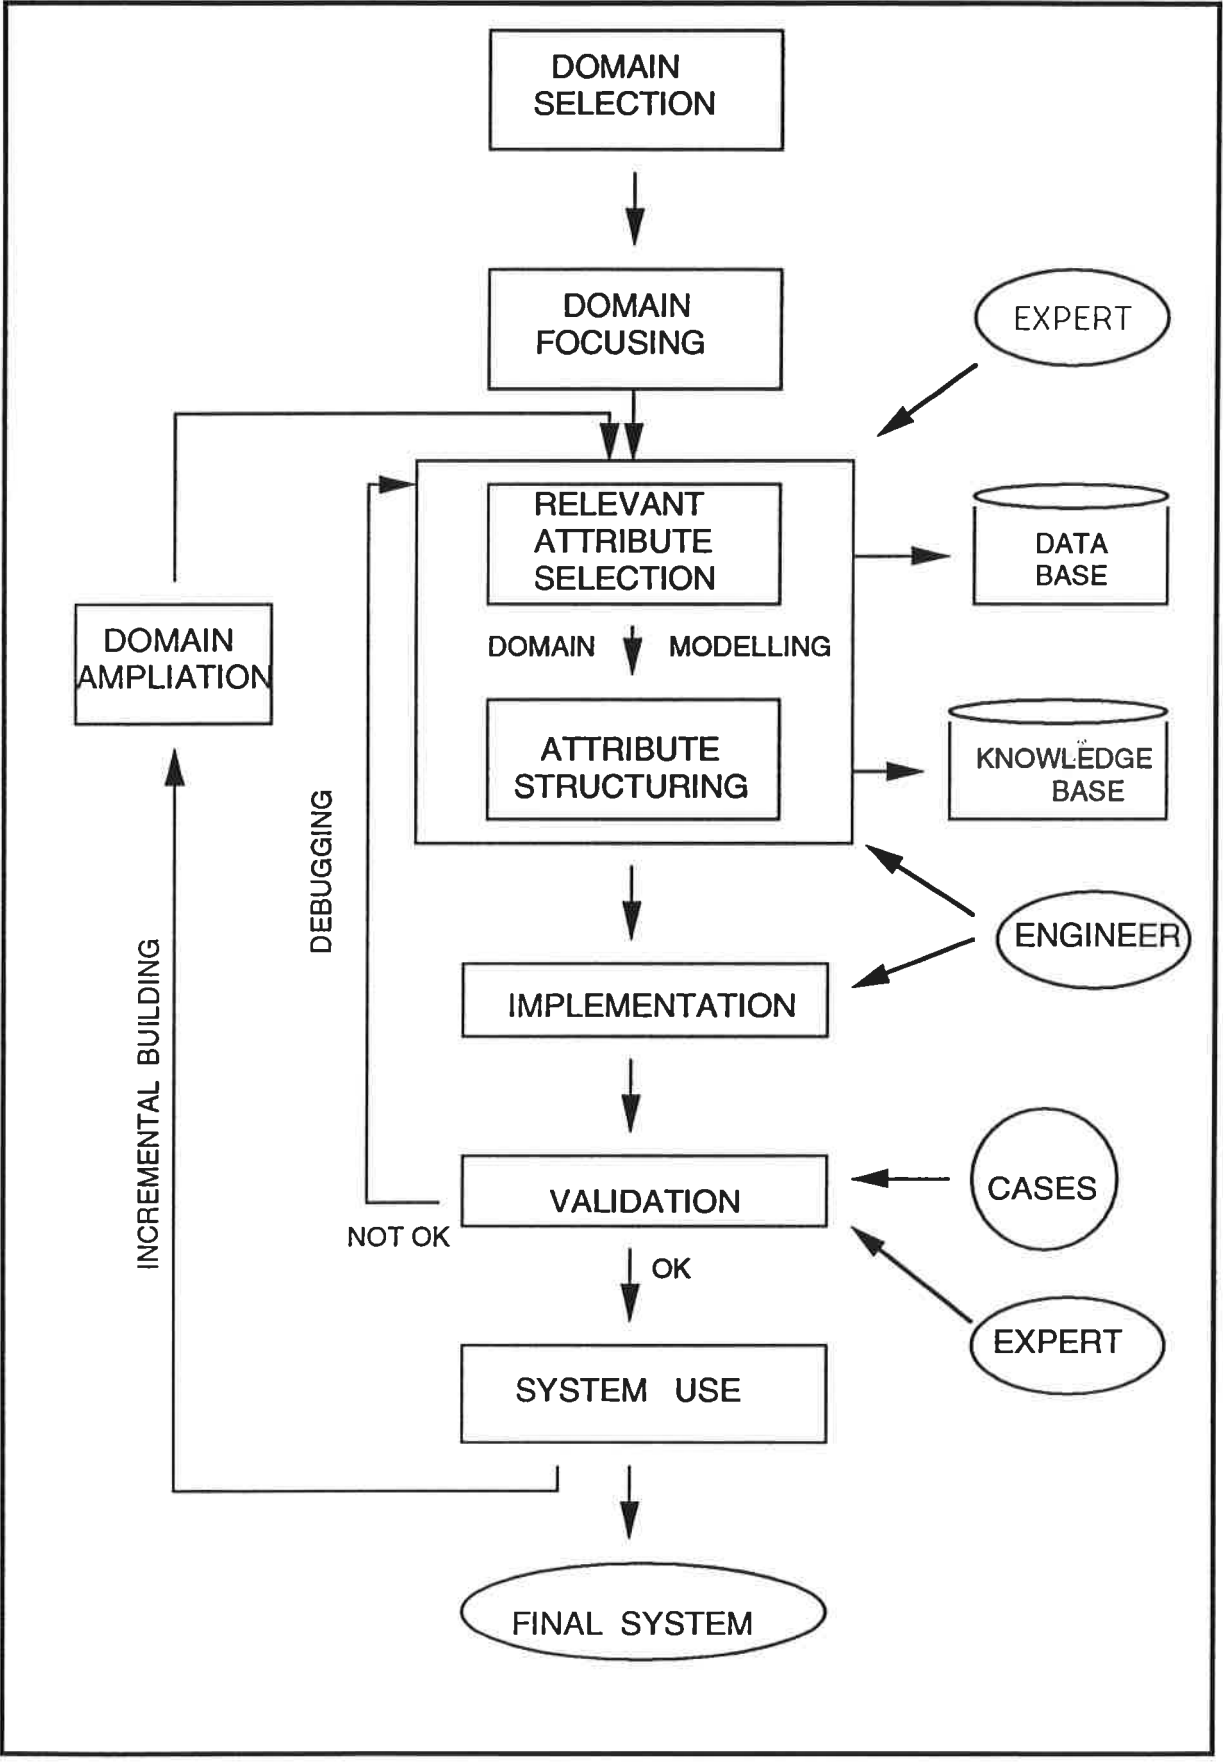 DOMAIN
SELECTION
DOMAIN
FOCUSING
EXPERT
RELEVANT
ATTRIBUTE
SELECTION
DATA
BASE
DOMAIN MODELLING
DOMAIN
AMPLIATION
ATTRIBUTE
STRUCTURING
KNOWLEDGE
BASE
DEBUGGING
ENGINEER
IMPLEMENTATION
INCREMENTAL BUILDING
CASES
VALIDATION
NOT OK
OK
EXPERT
SYSTEM USE
FINAL SYSTEM